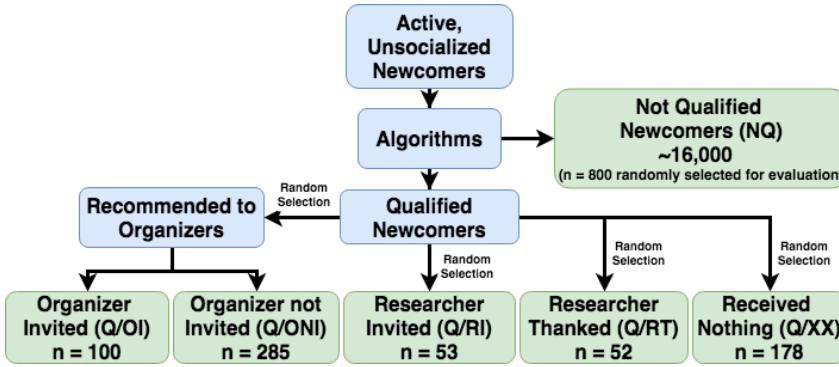 Active,
Unsocialized
Newcomers
Algorithms
Not Qualified
Newcomers (NQ)
~16,000
(n = 800 randomly selected for evaluation
Recommended to
Organizers
Random
Selection
Qualified
Newcomers
Random
Selection
Random
Selection
Random
Selection
Organizer
Invited (Q/OI)
n = 100
Organizer not
Invited (Q/ONI)
n = 285
Researcher
Invited (Q/RI)
n = 53
Researcher
Thanked (Q/RT)
n = 52
Received
Nothing (Q/XX)
n = 178